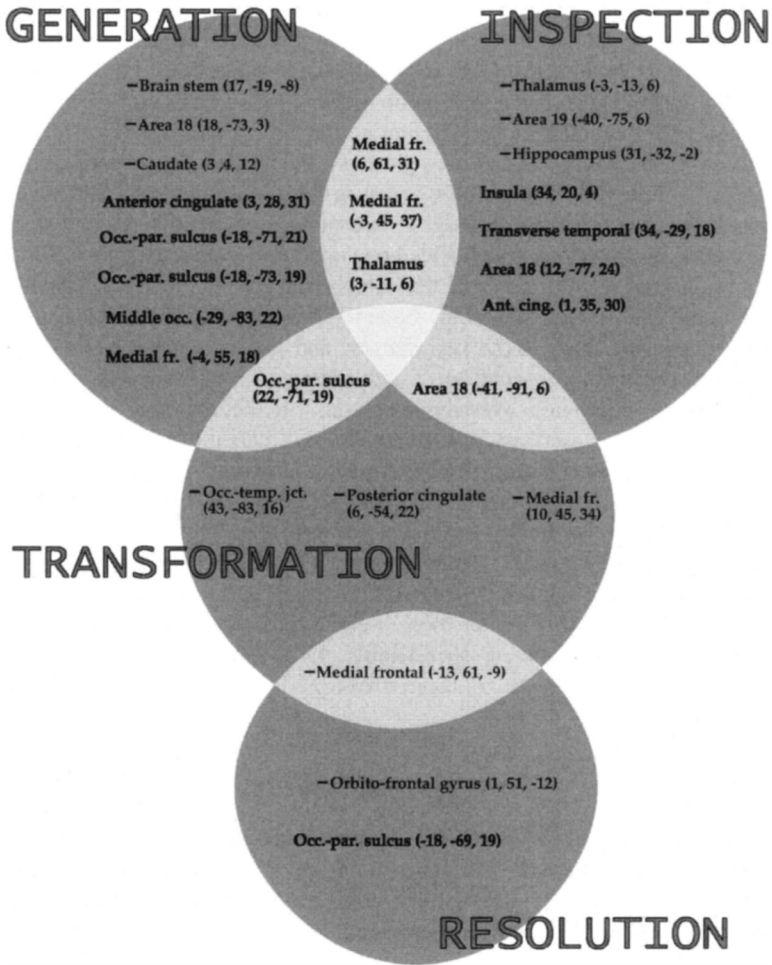 GENERATION
INSPECTION
–Brain stem (17, -19, -8)
–Area 18 (18, -73, 3)
–Caudate (3 ,4, 12)
Anterior cingulate (3, 28, 31)
Occ.-par. sulcus (-18, -71, 21)
Occ.-par. sulcus (-18, -73, 19)
Middle occ. (-29, -83, 22)
Medial fr. (-4, 55, 18)
Medial fr.
(6, 61, 31)
Medial fr.
(-3, 45, 37)
Thalamus
(3, -11, 6)
–Thalamus (-3, -13, 6)
–Area 19 (-40, -75, 6)
–Hippocampus (31, -32, -2)
Insula (34, 20, 4)
Transverse temporal (34, -29, 18)
Area 18 (12, -77, 24)
Ant. cing. (1, 35, 30)
Occ.-par. sulcus
(22, -71, 19)
Area 18 (-41, -91, 6)
–Occ.-temp. jct.
(43, -83, 16)
–Posterior cingulate
(6, -54, 22)
–Medial fr.
(10, 45, 34)
TRANSFORMATION
–Medial frontal (-13, 61, -9)
–Orbito-frontal gyrus (1, 51, -12)
Occ.-par. sulcus (-18, -69, 19)
RESOLUTION